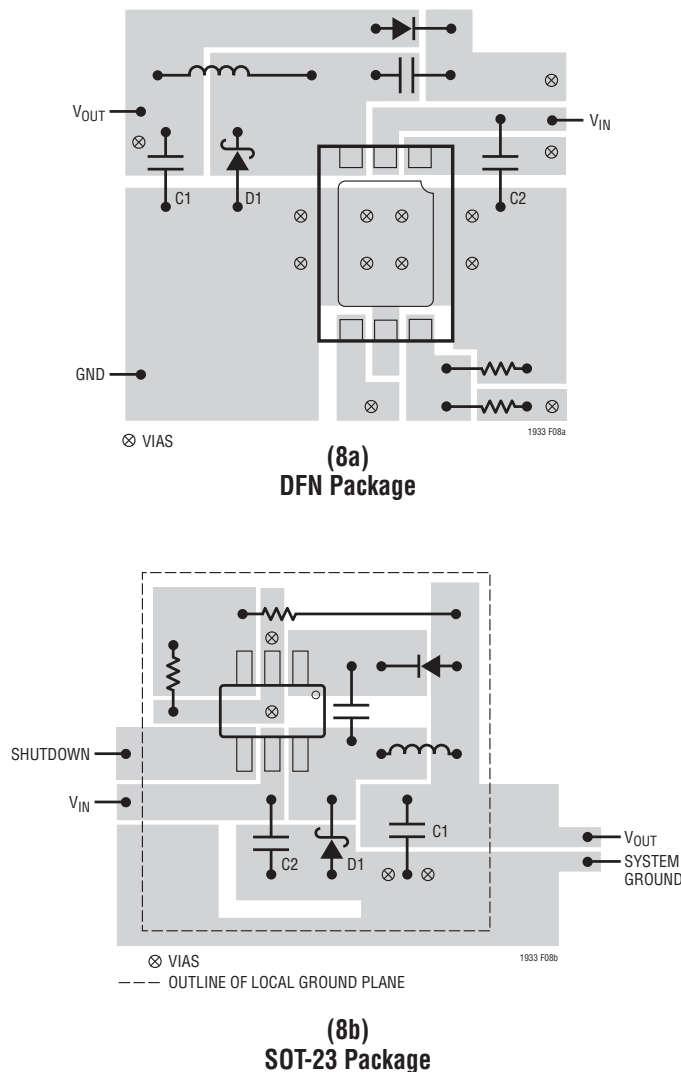 VOUT
VIN
C1
D1
C2
GND
⊗ VIAS
1933 F08a
(8a)
DFN Package
SHUTDOWN
VIN
C2
D1
C1
VOUT
SYSTEM
GROUND
⊗ VIAS
1933 F08b
--- OUTLINE OF LOCAL GROUND PLANE
(8b)
SOT-23 Package